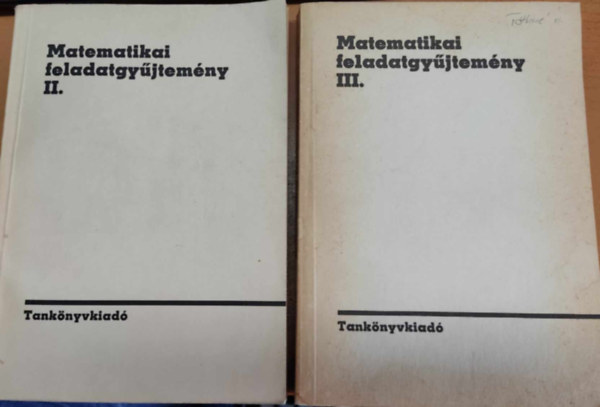 Matematikai
feladatgyűjtemény
II.
Tankönyvkiadó
Matematikai
feladatgyűjtemény
III.
Tankönyvkiadó